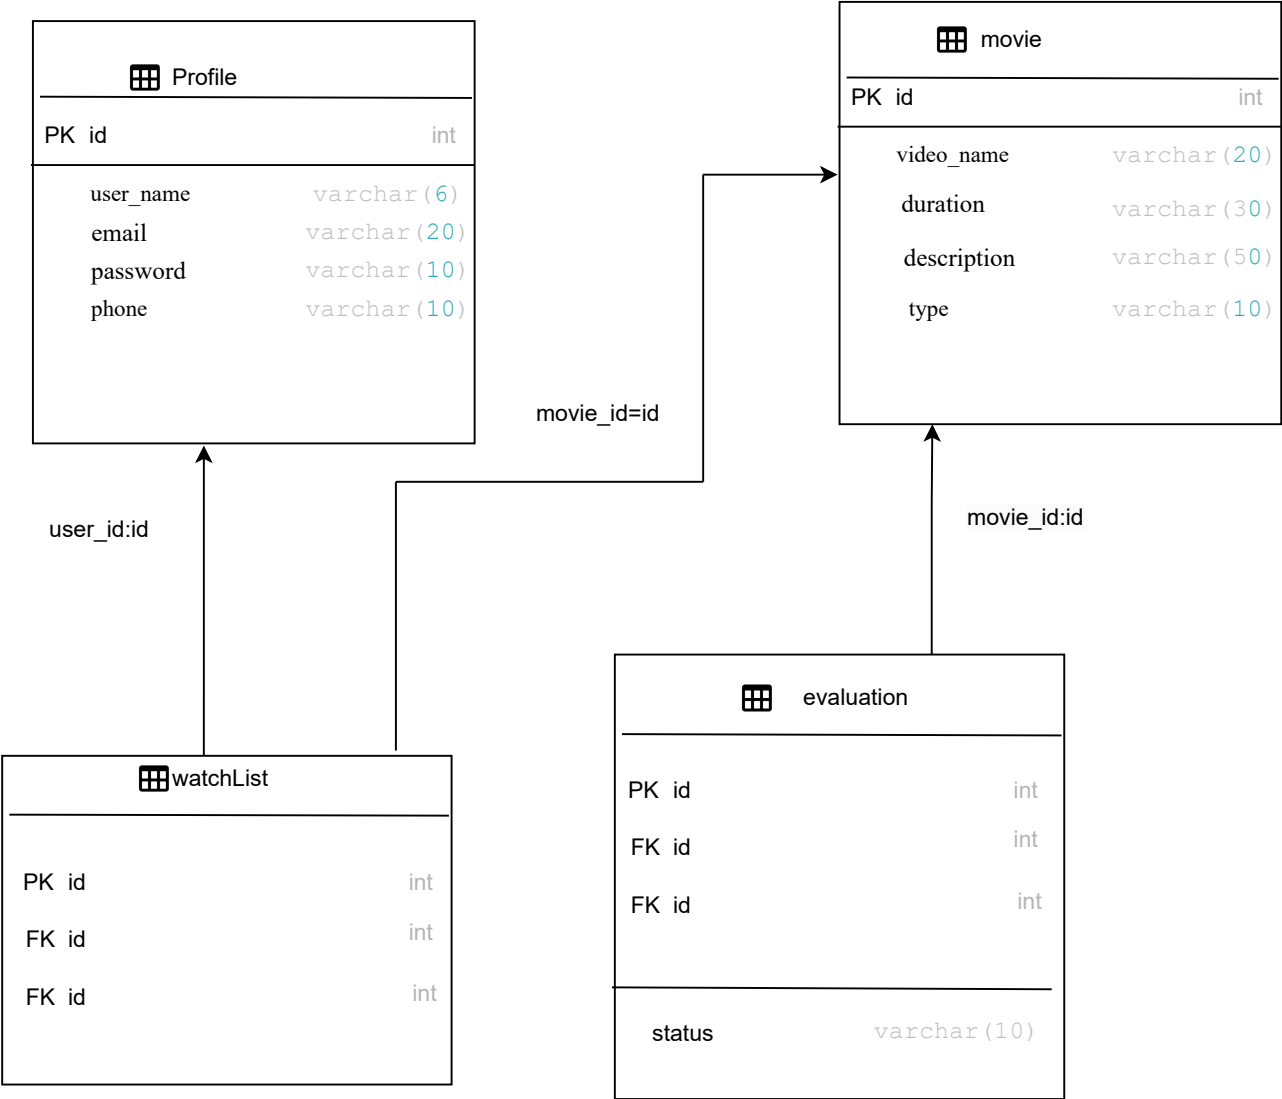 Profile
PK id int
user_name varchar(6)
email varchar(20)
password varchar(10)
phone varchar(10)
movie
PK id int
video_name varchar(20)
duration varchar(30)
description varchar(50)
type varchar(10)
movie_id=id
user_id:id
movie_id:id
watchList
PK id int
FK id int
FK id int
evaluation
PK id int
FK id int
FK id int
status varchar(10)